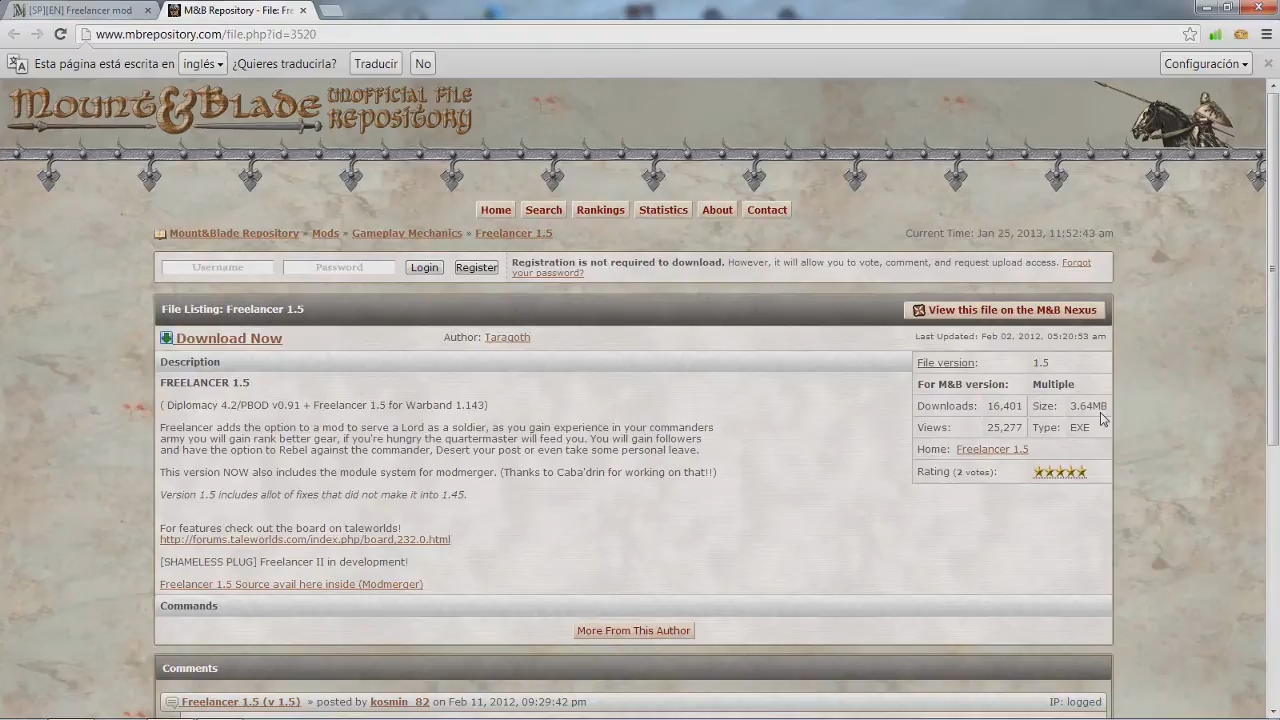 [SP][EN] Freelancer mod
M&B Repository - File: Fre
www.mbrepository.com/file.php?id=3520
Esta página está escrita en inglés ¿Quieres traducirla? Traducir No Configuración
Mount&Blade Unofficial File Repository
Home Search Rankings Statistics About Contact
Mount&Blade Repository » Mods » Gameplay Mechanics » Freelancer 1.5
Current Time: Jan 25, 2013, 11:52:43 am
Username Password Login Register
Registration is not required to download. However, it will allow you to vote, comment, and request upload access. Forgot
your password?
File Listing: Freelancer 1.5
View this file on the M&B Nexus
Download Now
Author: Taragoth
Last Updated: Feb 02, 2012, 05:20:53 am
Description
File version: 1.5
For M&B version: Multiple
Downloads: 16,401 Size: 3.64MB
Views: 25,277 Type: EXE
Home: Freelancer 1.5
Rating (2 votes):
FREELANCER 1.5
( Diplomacy 4.2/PBOD v0.91 + Freelancer 1.5 for Warband 1.143)
Freelancer adds the option to a mod to serve a lord as a soldier, as you gain experience in your commanders
army you will gain rank better gear, if you're hungry the quartermaster will feed you. You will gain followers
and have the option to Rebel against the commander, Desert your post or even take some personal leave.
This version NOW also includes the module system for modmerger. (Thanks to Caba'drin for working on that!!)
Version 1.5 includes allot of fixes that did not make it into 1.45.
For features check out the board on taleworlds!
http://forums.taleworlds.com/index.php/board,232.0.html
[SHAMELESS PLUG] Freelancer II in development!
Freelancer 1.5 Source avail here inside (Modmerger)
Commands
More From This Author
Comments
Freelancer 1.5 (v 1.5) » posted by kosmin_82 on Feb 11, 2012, 09:29:42 pm
IP: logged